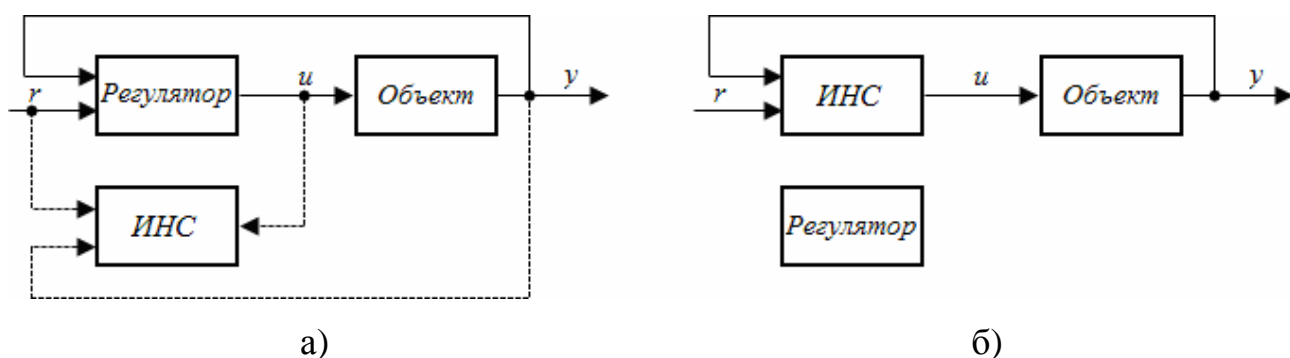 r
Регулятор
u
Объект
y
ИНС
а)
r
ИНС
u
Объект
y
Регулятор
б)